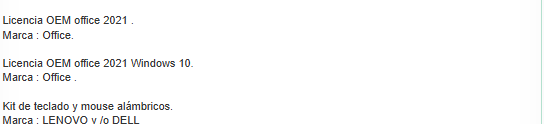 Licencia OEM office 2021 .
Marca : Office.
Licencia OEM office 2021 Windows 10.
Marca : Office .
Kit de teclado y mouse alámbricos.
Marca : LENOVO y /o DELL